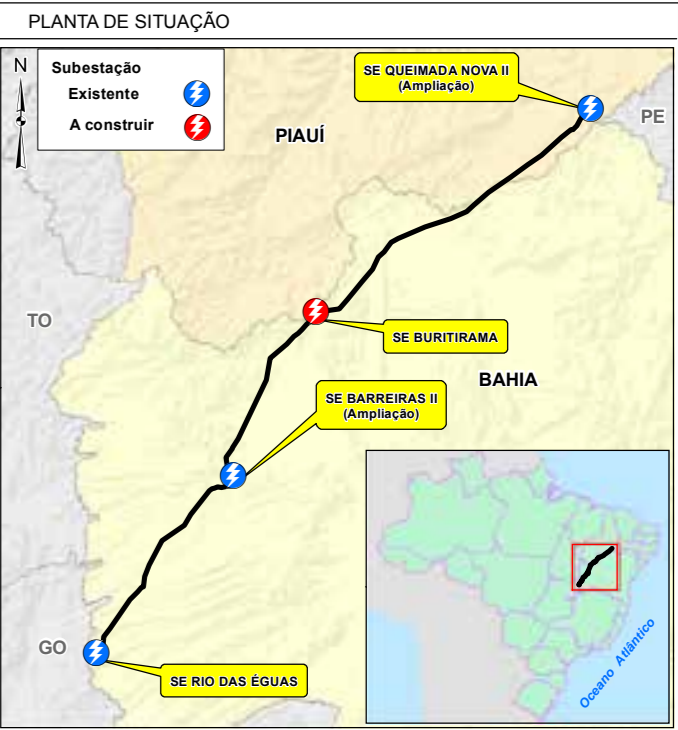 PLANTA DE SITUAÇÃO
N
Subestação
Existente
A construir
SE QUEIMADA NOVA II
(Ampliação)
PE
PIAUÍ
TO
SE BURITIRAMA
BAHIA
SE BARREIRAS II
(Ampliação)
GO
SE RIO DAS ÉGUAS
Oceano Atlântico